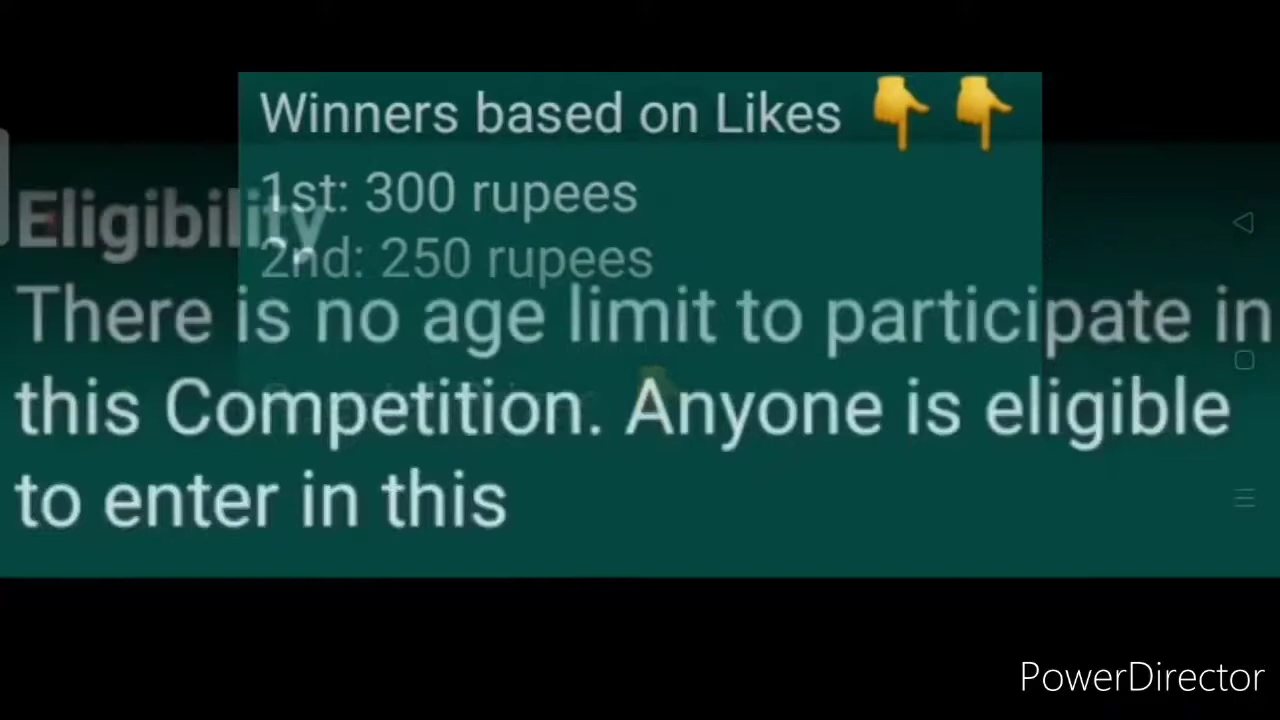 Winners based on Likes 👇👇
1st: 300 rupees
Eligibility
2nd: 250 rupees
There is no age limit to participate in
this Competition. Anyone is eligible
to enter in this
PowerDirector